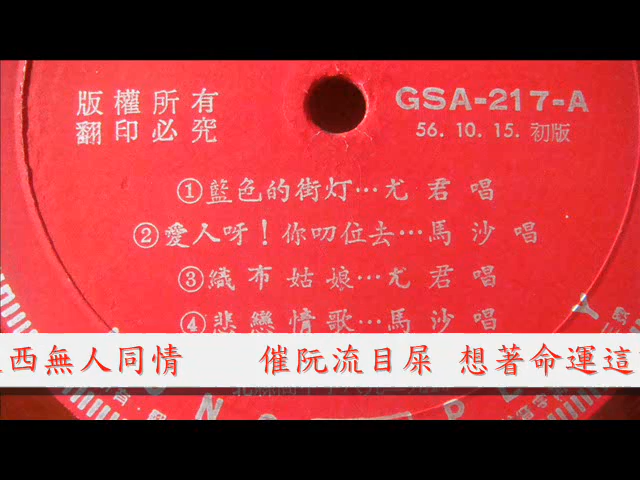 版權所有
翻印必究
GSA-217-A
56.10.15.初版
①藍色的街灯…尤君唱
②愛人呀!你叨位去…馬沙唱
③織布姑娘…尤君唱
④悲戀情歌…馬沙唱
西無人同情 催阮流目屎 想著命運這